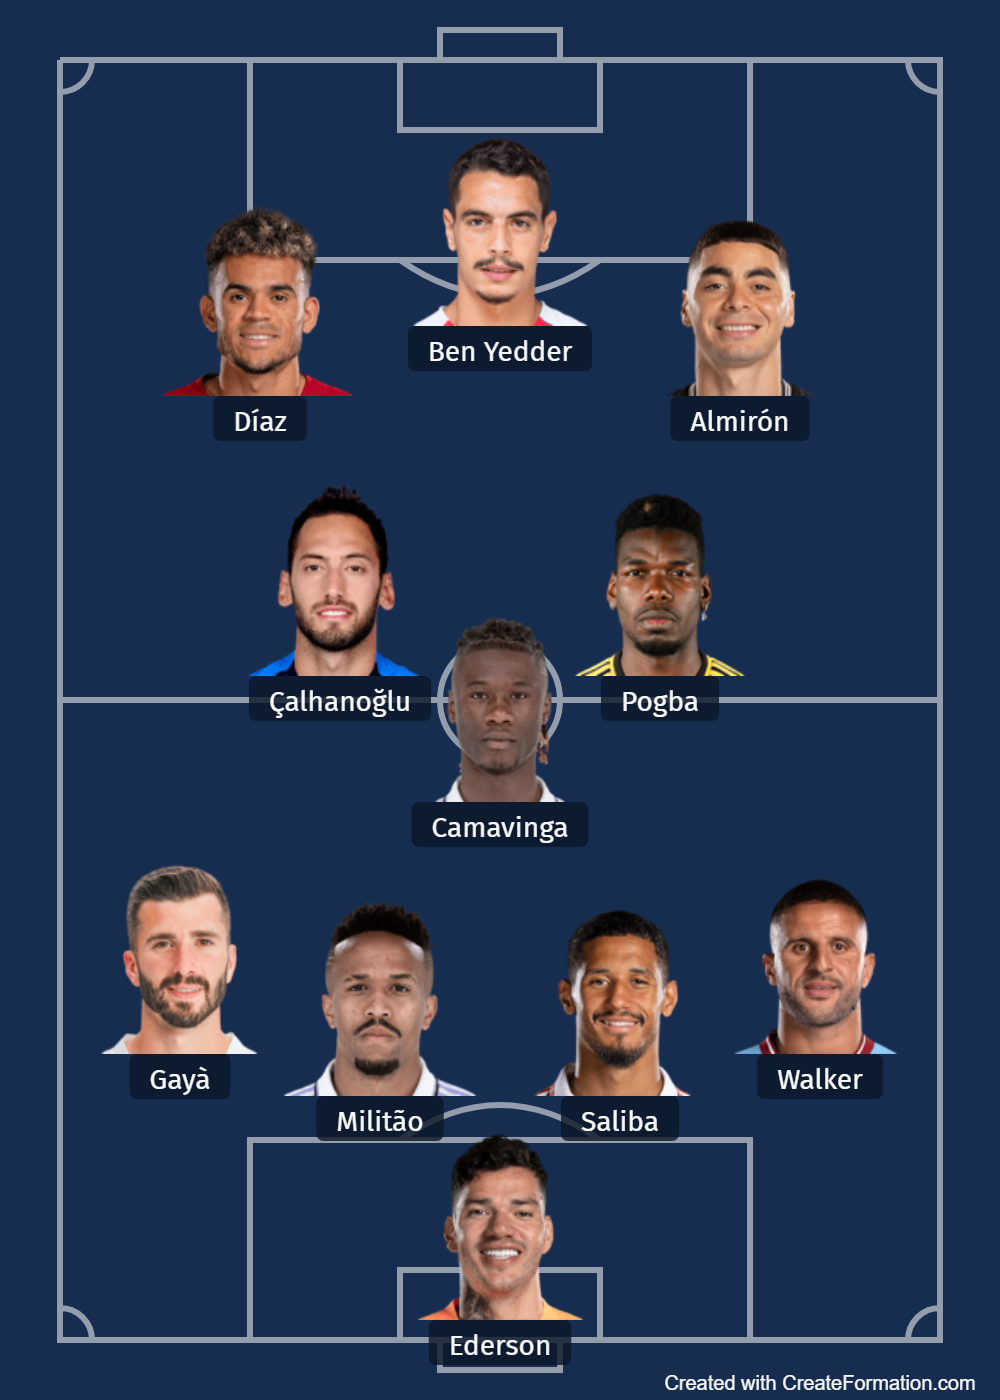 Ben Yedder
Díaz
Almirón
Çalhanoğlu
Pogba
Camavinga
Gayà
Walker
Militão
Saliba
Ederson
Created with CreateFormation.com